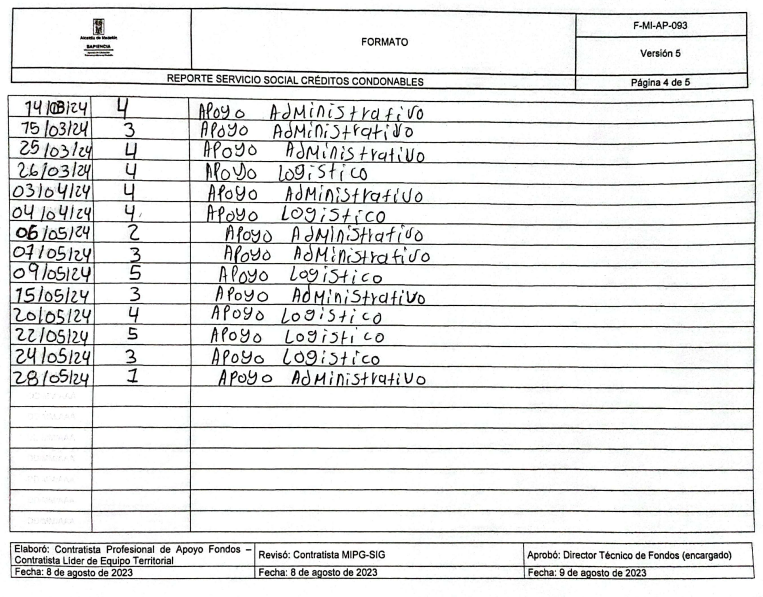 Alcaldía de Medellín
SAPIENCIA
FORMATO
F-MI-AP-093
Versión 5
REPORTE SERVICIO SOCIAL CRÉDITOS CONDONABLES
Página 4 de 5
14/03/24 4 Apoyo Administrativo
15/03/24 3 Apoyo Administrativo
25/03/24 4 Apoyo Administrativo
26/03/24 4 Apoyo Logístico
03/04/24 4 Apoyo Administrativo
04/04/24 4 Apoyo Logístico
06/05/24 2 Apoyo Administrativo
07/05/24 3 Apoyo Administrativo
09/05/24 5 Apoyo Logístico
15/05/24 3 Apoyo Administrativo
20/05/24 4 Apoyo Logístico
22/05/24 5 Apoyo Logístico
24/05/24 3 Apoyo Logístico
28/05/24 1 Apoyo Administrativo
Elaboró: Contratista Profesional de Apoyo Fondos –
Contratista Líder de Equipo Territorial
Revisó: Contratista MIPG-SIG
Aprobó: Director Técnico de Fondos (encargado)
Fecha: 8 de agosto de 2023
Fecha: 8 de agosto de 2023
Fecha: 9 de agosto de 2023